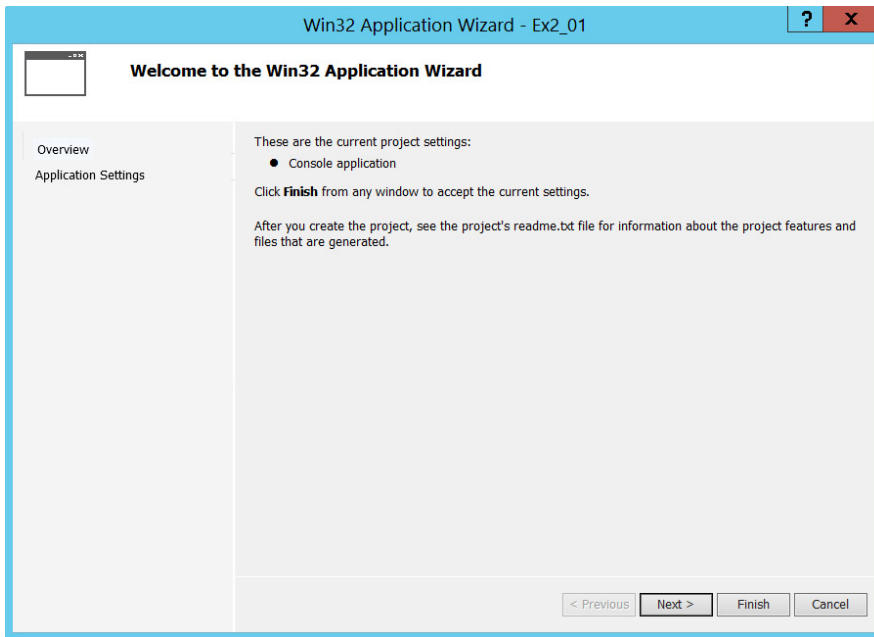 Win32 Application Wizard - Ex2_01
? X
Welcome to the Win32 Application Wizard
Overview
Application Settings
These are the current project settings:
● Console application
Click Finish from any window to accept the current settings.
After you create the project, see the project's readme.txt file for information about the project features and
files that are generated.
< Previous Next > Finish Cancel